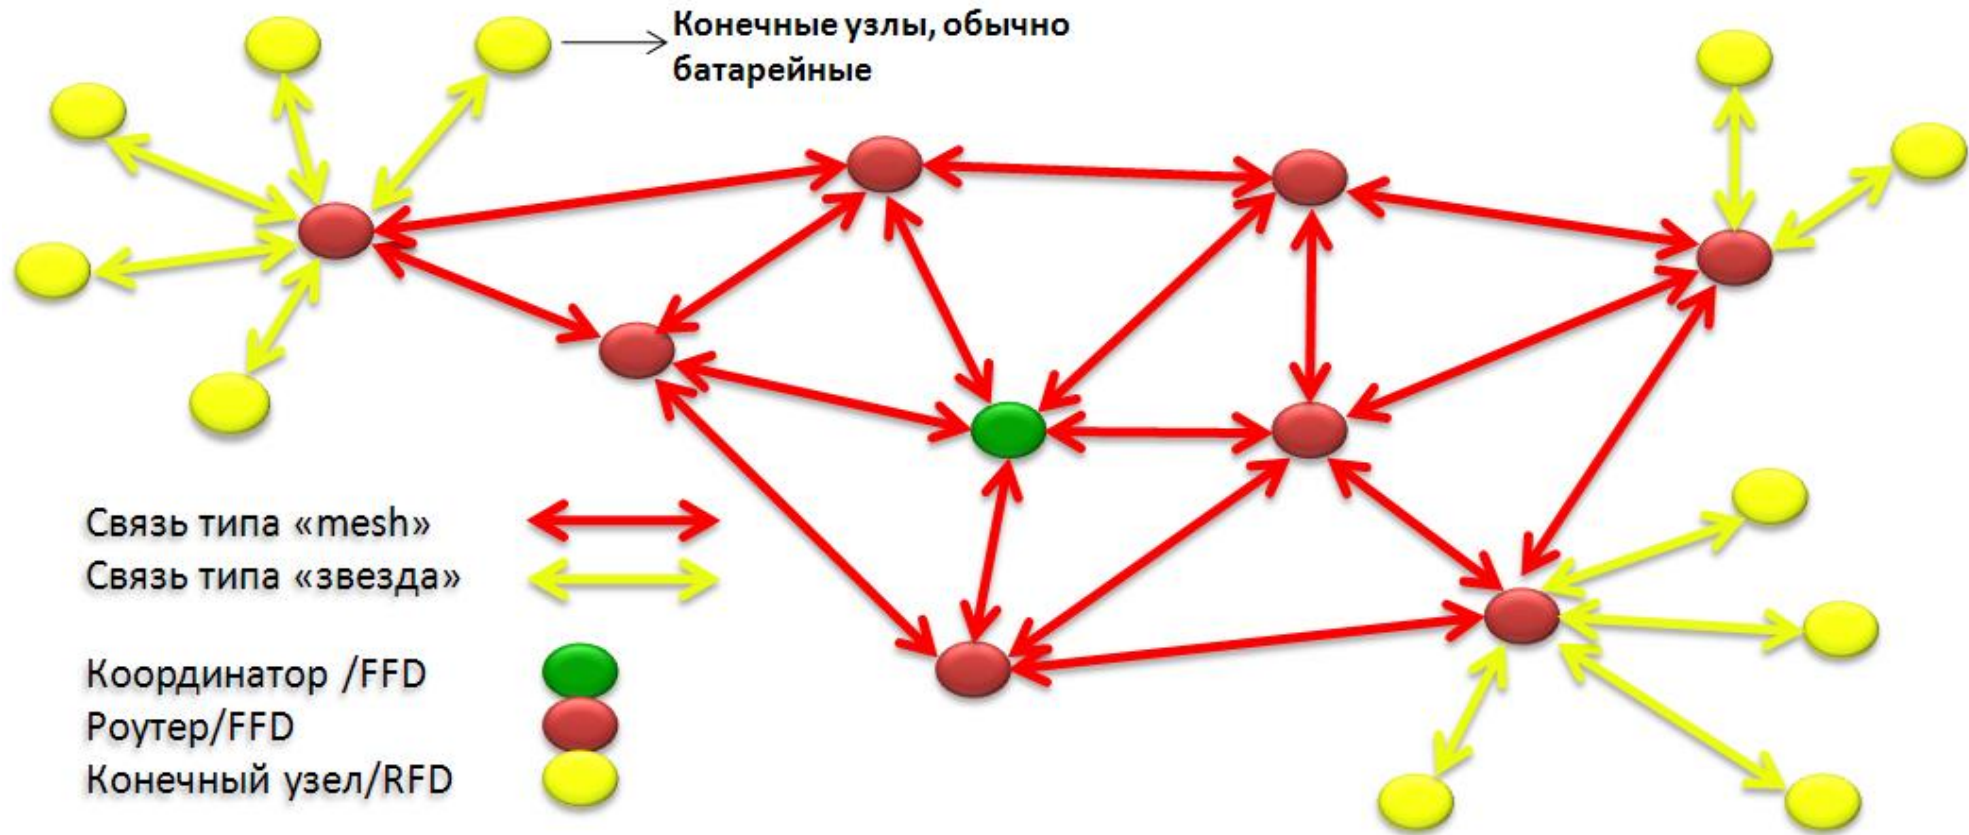 Конечные узлы, обычно
батарейные
Связь типа «mesh»
Связь типа «звезда»
Координатор /FFD
Роутер/FFD
Конечный узел/RFD